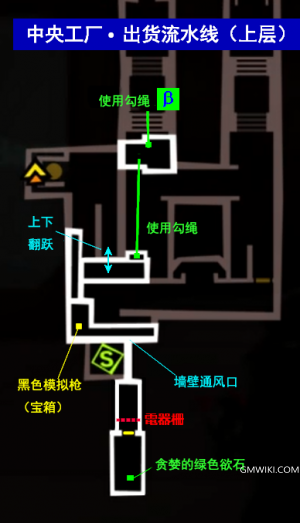 中央工厂•出货流水线（上层）
使用勾绳 β
使用勾绳
上下
翻跃
S
黑色模拟枪
（宝箱）
墙壁通风口
電器柵
贪婪的绿色欲石
GMWIKI.COM